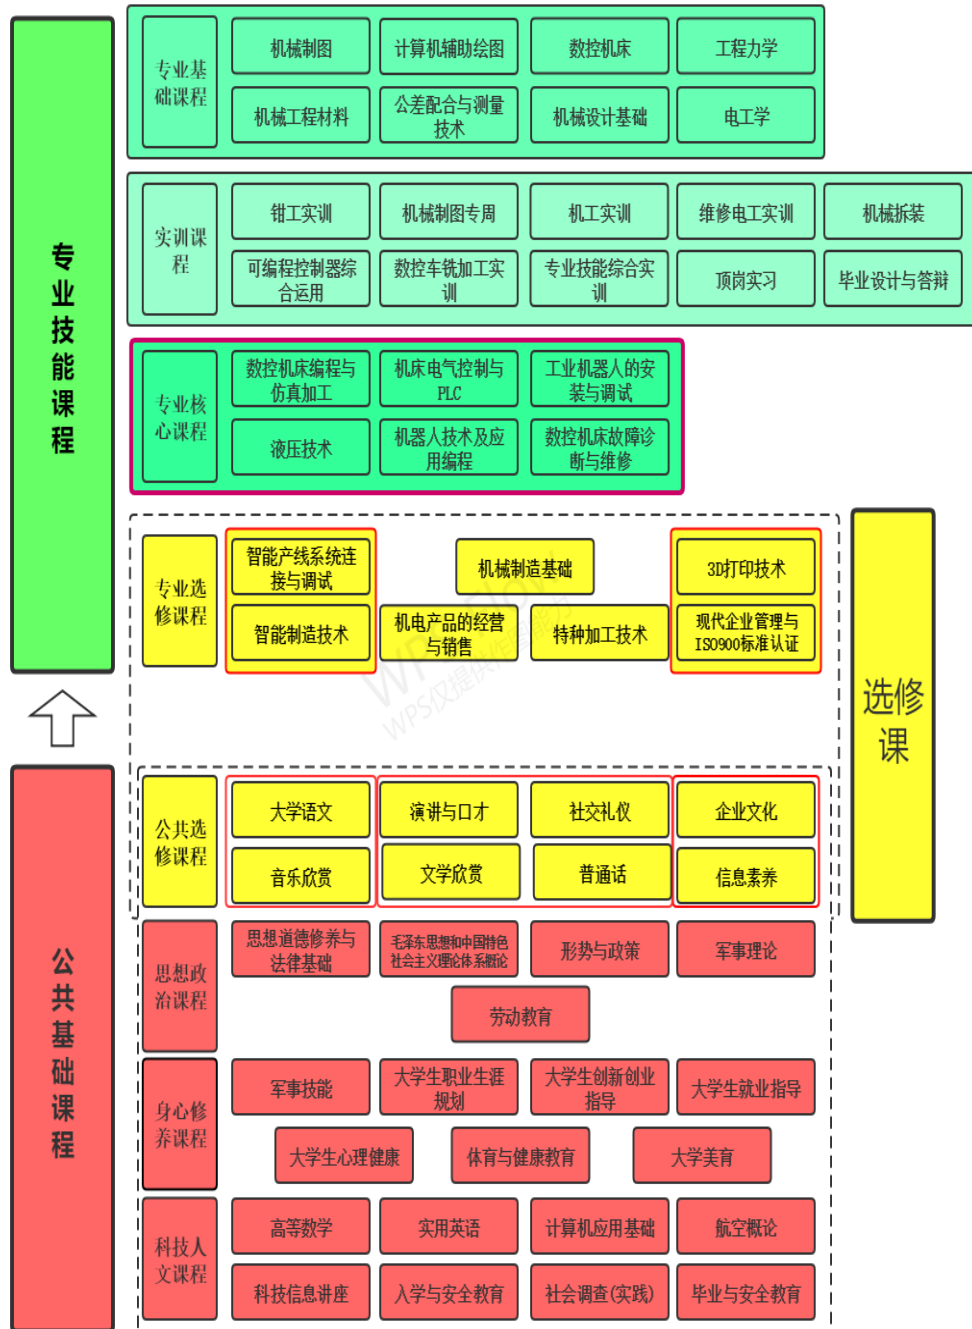 专业技能课程
专业基
础课程
机械制图
计算机辅助绘图
数控机床
工程力学
机械工程材料
公差配合与测量
技术
机械设计基础
电工学
实训课
程
钳工实训
机械制图专周
机工实训
维修电工实训
机械拆装
可编程控制器综
合运用
数控车铣加工实
训
专业技能综合实
训
顶岗实习
毕业设计与答辩
专业核
心课程
数控机床编程与
仿真加工
机床电气控制与
PLC
工业机器人的安
装与调试
液压技术
机器人技术及应
用编程
数控机床故障诊
断与维修
选修
课
专业选
修课程
智能产线系统连
接与调试
机械制造基础
3D打印技术
智能制造技术
机电产品的经营
与销售
特种加工技术
现代企业管理与
ISO900标准认证
WPS Flow
WPS仅提供作图能力
公共基础课程
公共选
修课程
大学语文
演讲与口才
社交礼仪
企业文化
音乐欣赏
文学欣赏
普通话
信息素养
思想政
治课程
思想道德修养与
法律基础
毛泽东思想和中国特色
社会主义理论体系概论
形势与政策
军事理论
劳动教育
身心修
养课程
军事技能
大学生职业生涯
规划
大学生创新创业
指导
大学生就业指导
大学生心理健康
体育与健康教育
大学美育
科技人
文课程
高等数学
实用英语
计算机应用基础
航空概论
科技信息讲座
入学与安全教育
社会调查(实践)
毕业与安全教育